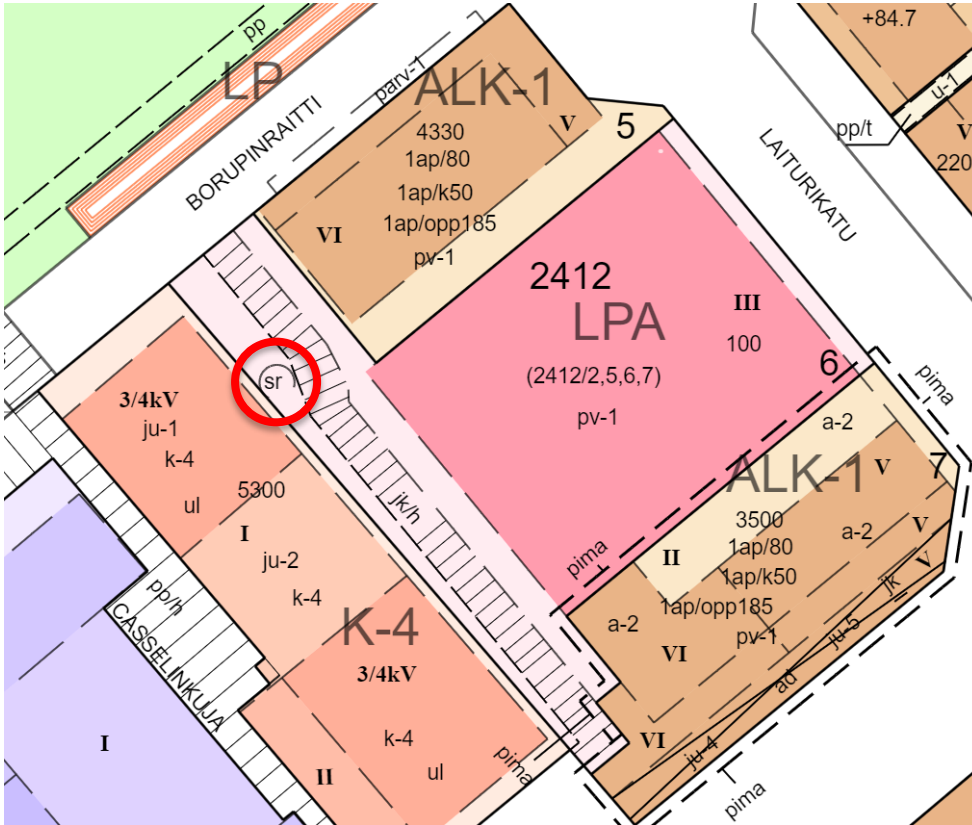 +84.7
pp
LP
parv-1
ALK-1
u-1
4330
V
5
pp/t
V
1ap/80
BORUPINRAITTI
220
1ap/k50
LAITURIKATU
1ap/opp185
VI
pv-1
2412
III
LPA
100
sr
(2412/2,5,6,7)
6
pima
3/4kV
pv-1
ju-1
a-2
k-4
V
7
ALK-1
5300
ul
jk/h
3500
V
I
a-2
1ap/80
ju-2
pima
II
V
1ap/k50
jk
k-4
1ap/opp185
pp/h
a-2
K-4
pv-1
ju-5
CASSELINKUJA
VI
3/4kV
ad
k-4
VI
I
ju-4
II
ul
pima
pima